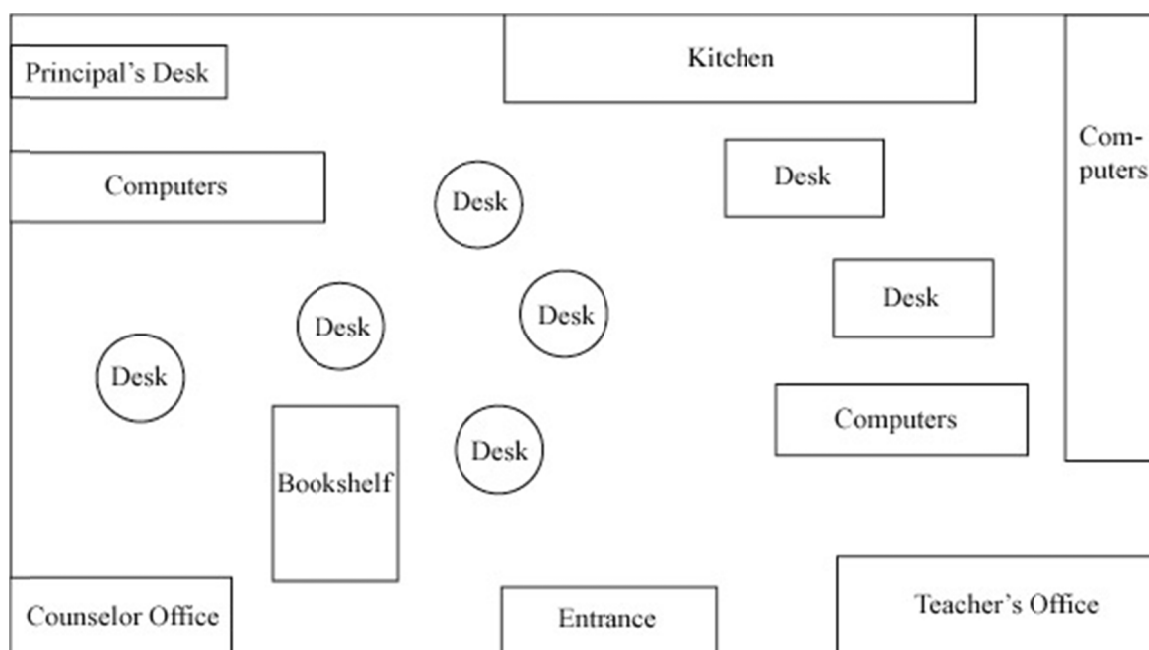 Kitchen
Principal's Desk
Com-
puters
Computers
Desk
Desk
Desk
Desk
Desk
Desk
Computers
Desk
Bookshelf
Teacher's Office
Counselor Office
Entrance